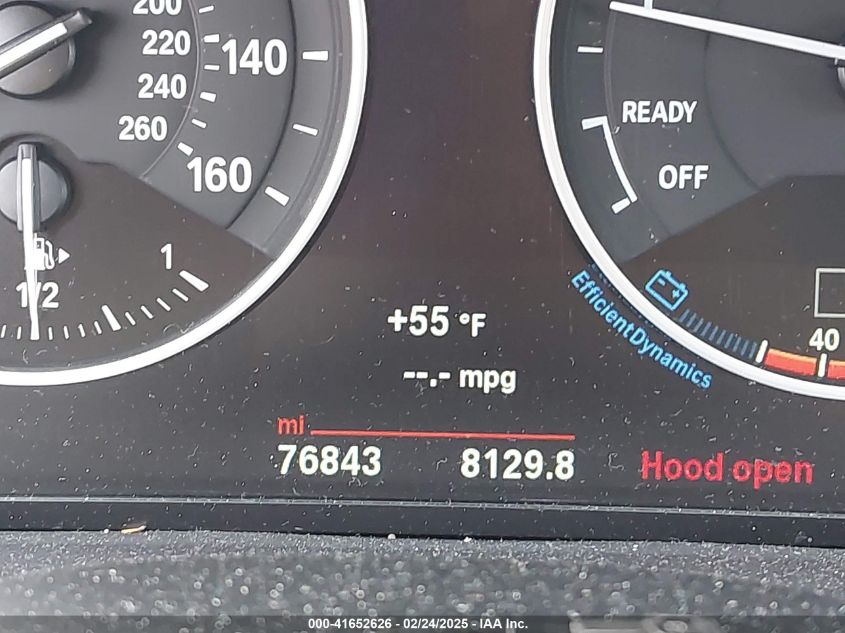 200
220
240
260
140
160
1/2
1
READY
OFF
EfficientDynamics
40
+55 °F
--.- mpg
mi
76843 8129.8
Hood open
000-41652626 - 02/24/2025 - IAA Inc.